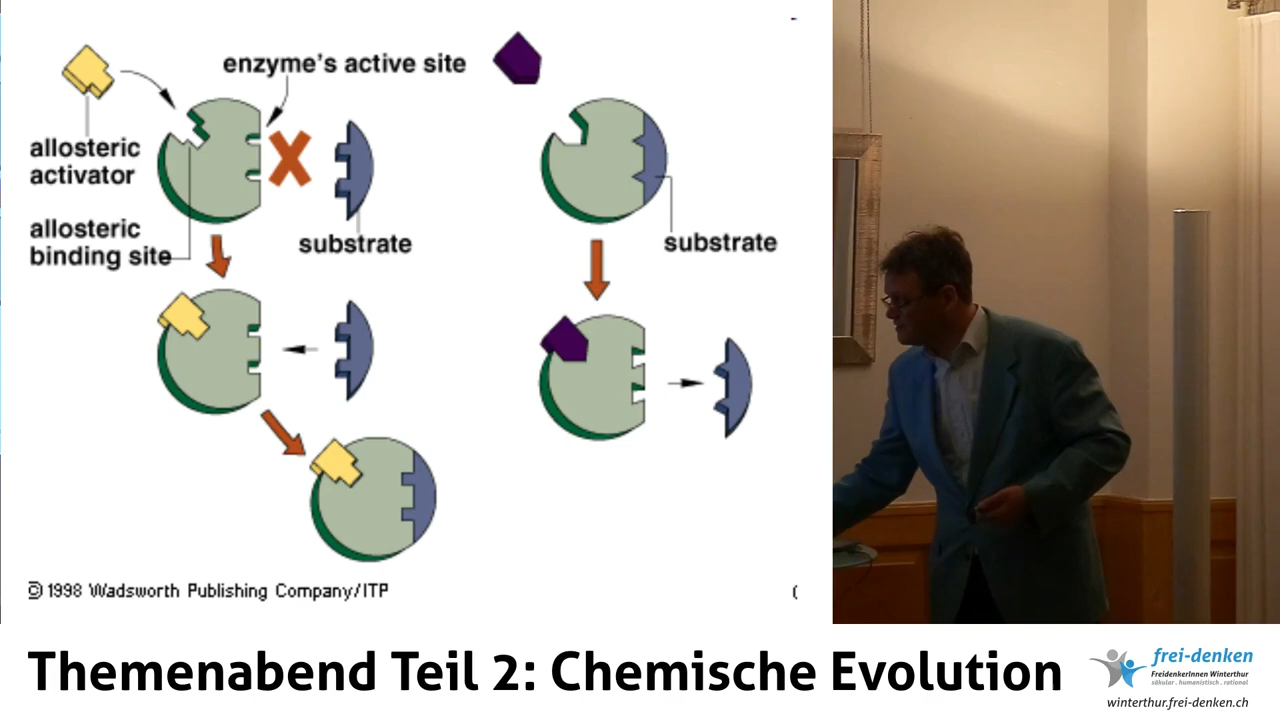 enzyme's active site
allosteric
activator
allosteric
binding site
substrate
substrate
© 1998 Wadsworth Publishing Company/ITP
Themenabend Teil 2: Chemische Evolution
frei-denken
FreidenkerInnen Winterthur
säkular . humanistisch . rational
winterthur.frei-denken.ch